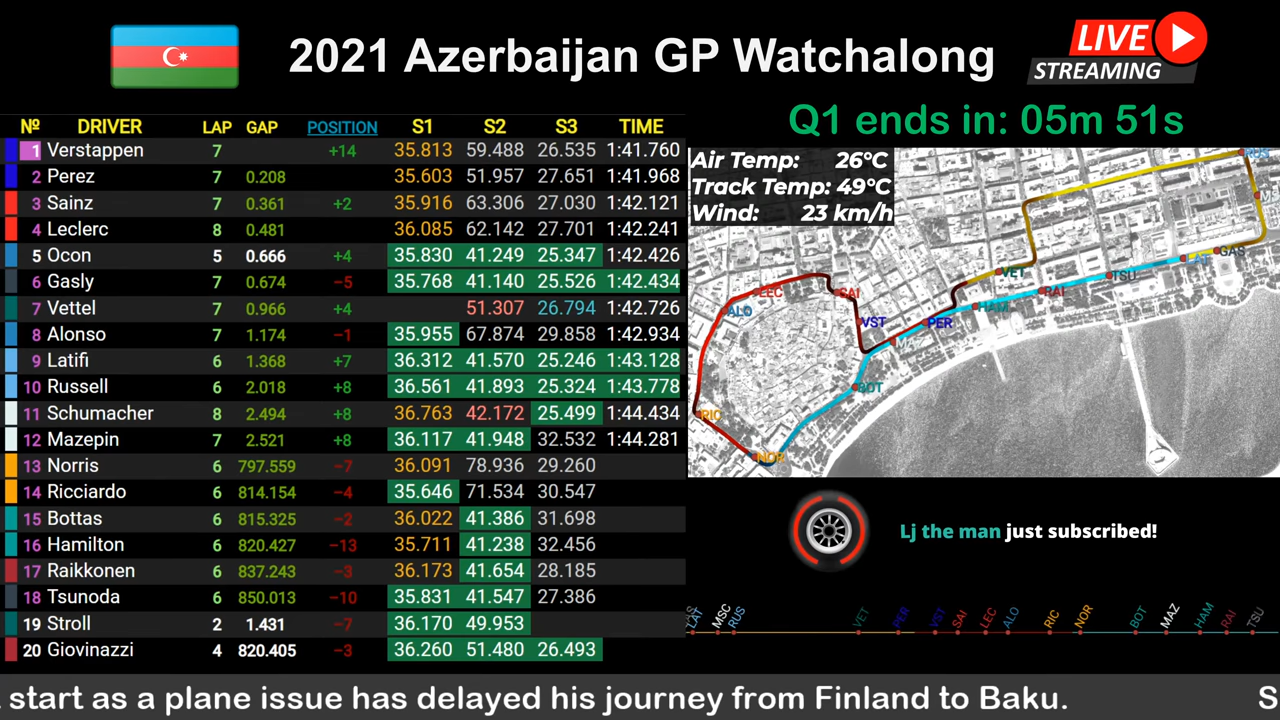 2021 Azerbaijan GP Watchalong
LIVE
STREAMING
Q1 ends in: 05m 51s
Nº DRIVER LAP GAP POSITION S1 S2 S3 TIME
1 Verstappen 7 +14 35.813 59.488 26.535 1:41.760
2 Perez 7 0.208 35.603 51.957 27.651 1:41.968
3 Sainz 7 0.361 +2 35.916 63.306 27.030 1:42.121
4 Leclerc 8 0.481 36.085 62.142 27.701 1:42.241
5 Ocon 5 0.666 +4 35.830 41.249 25.347 1:42.426
6 Gasly 7 0.674 −5 35.768 41.140 25.526 1:42.434
7 Vettel 7 0.966 +4 51.307 26.794 1:42.726
8 Alonso 7 1.174 −1 35.955 67.874 29.858 1:42.934
9 Latifi 6 1.368 +7 36.312 41.570 25.246 1:43.128
10 Russell 6 2.018 +8 36.561 41.893 25.324 1:43.778
11 Schumacher 8 2.494 +8 36.763 42.172 25.499 1:44.434
12 Mazepin 7 2.521 +8 36.117 41.948 32.532 1:44.281
13 Norris 6 797.559 −7 36.091 78.936 29.260
14 Ricciardo 6 814.154 −4 35.646 71.534 30.547
15 Bottas 6 815.325 −2 36.022 41.386 31.698
16 Hamilton 6 820.427 −13 35.711 41.238 32.456
17 Raikkonen 6 837.243 −3 36.173 41.654 28.185
18 Tsunoda 6 850.013 −10 35.831 41.547 27.386
19 Stroll 2 1.431 −7 36.170 49.953
20 Giovinazzi 4 820.405 −3 36.260 51.480 26.493
Air Temp: 26°C
Track Temp: 49°C
Wind: 23 km/h
GAS
LAT
VET
TSU
RAI
HAM
LEC
SAI
ALO
VST
PER
MA
BOT
RIC
NOR
Lj the man just subscribed!
LAT MSC RUS VET PER VST SAI LEC ALO RIC NOR BOT MAZ HAM RAI TSU
start as a plane issue has delayed his journey from Finland to Baku. S